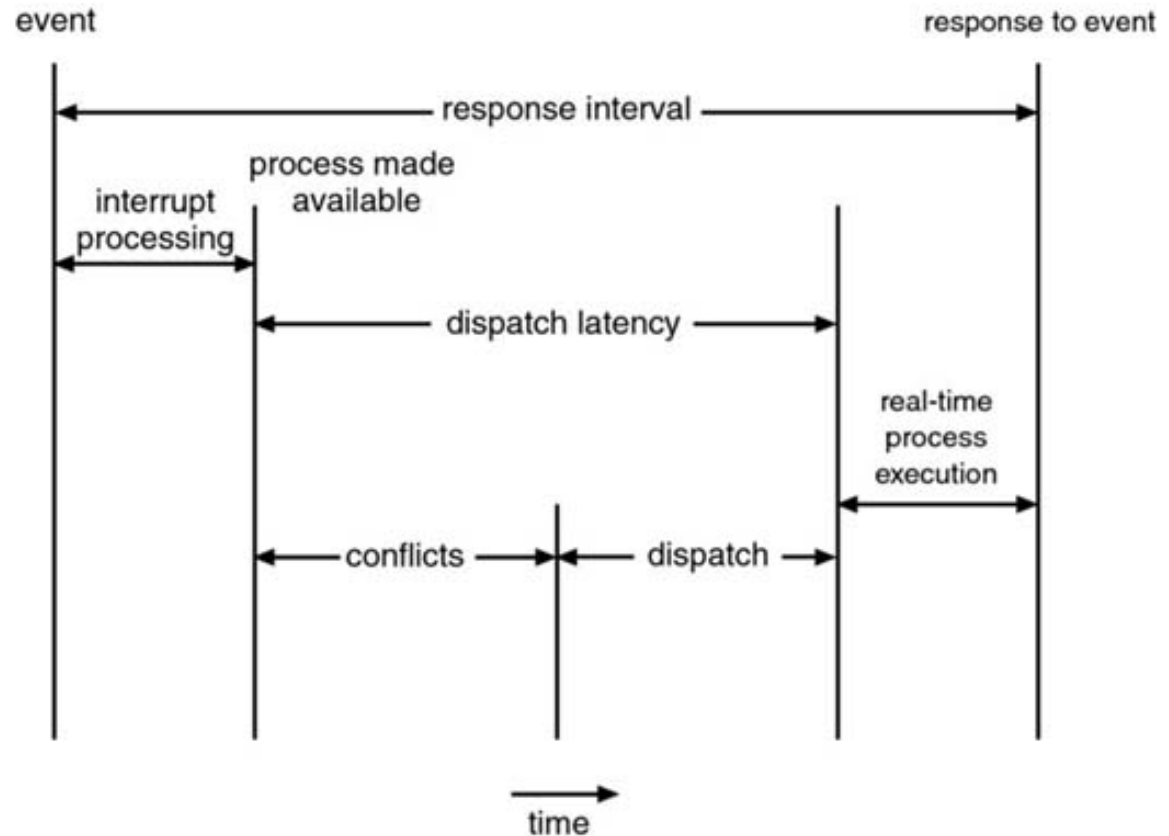 event
response to event
response interval
process made
available
interrupt
processing
dispatch latency
real-time
process
execution
conflicts
dispatch
time